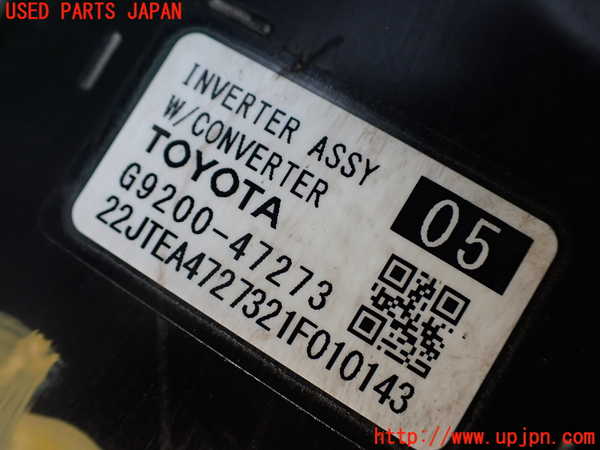 USED PARTS JAPAN
INVERTER ASSY
W/CONVERTER
TOYOTA
05
G9200-47273
22JTEA4727321F010143
http://www.upjpn.com/